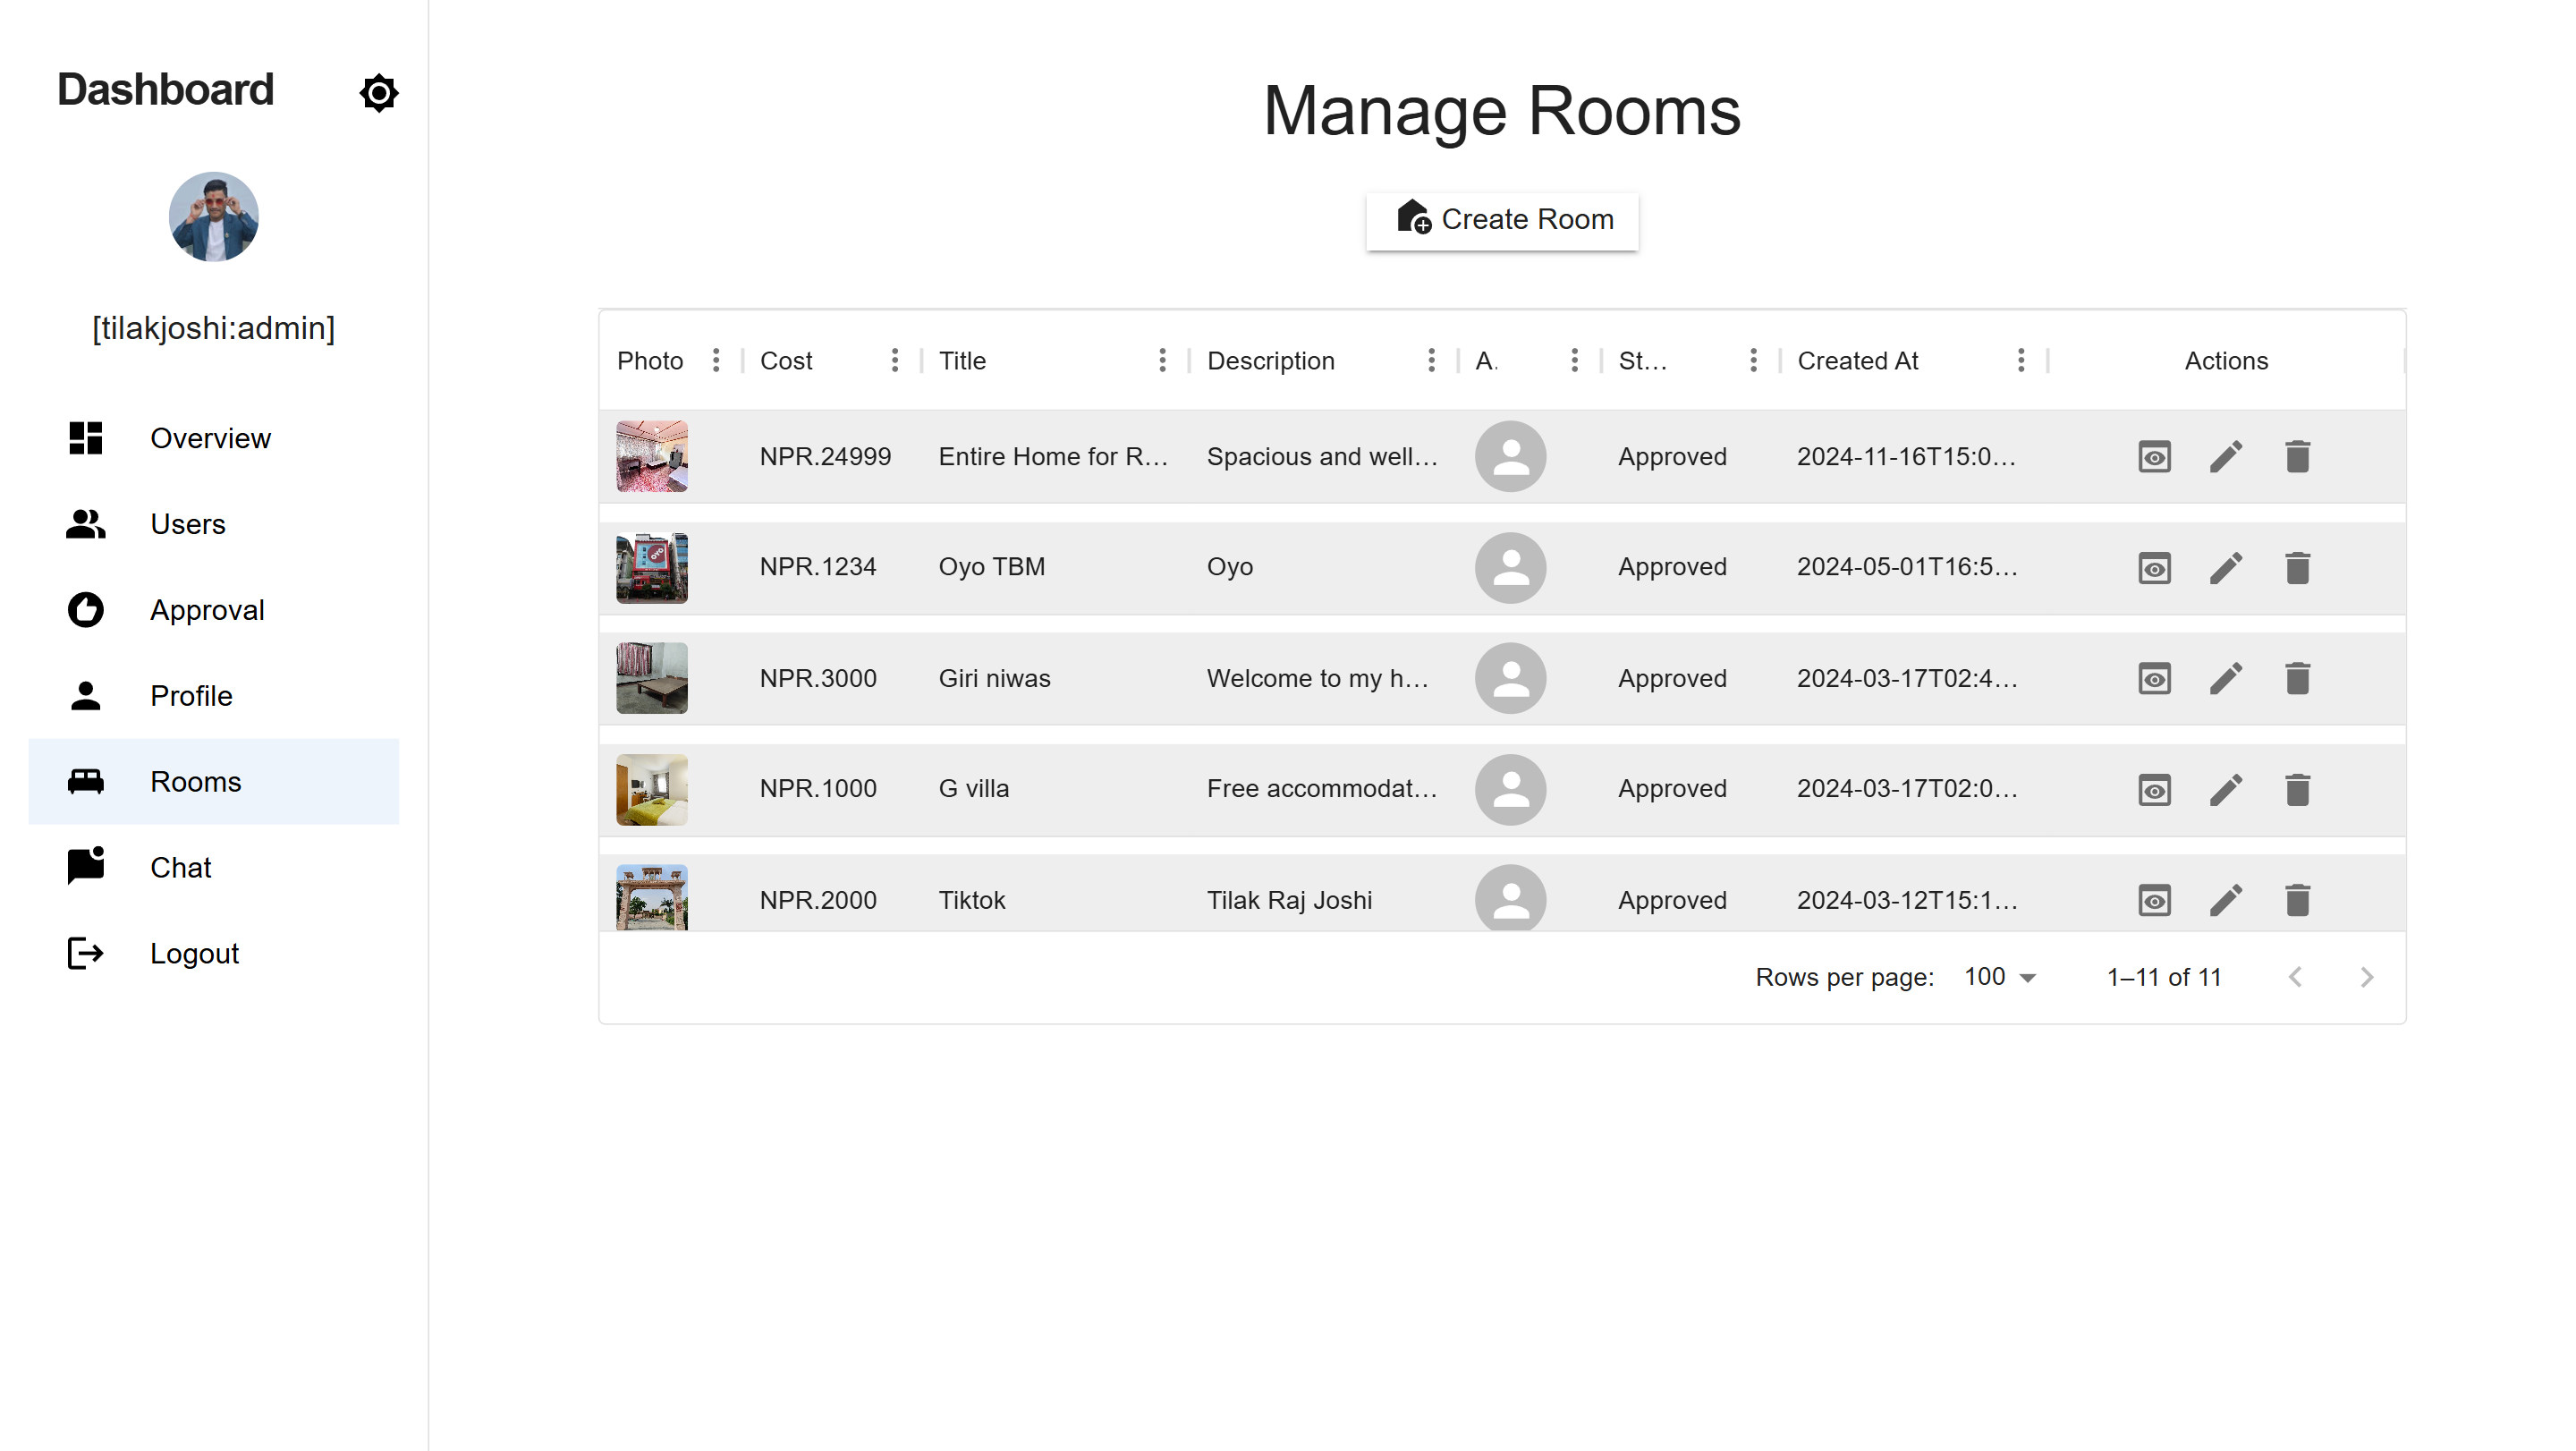 Dashboard
[tilakjoshi:admin]
Overview
Users
Approval
Profile
Rooms
Chat
Logout
Manage Rooms
Create Room
Photo Cost Title Description A. St... Created At Actions
NPR.24999 Entire Home for R... Spacious and well... Approved 2024-11-16T15:0...
OYO
NPR.1234 Oyo TBM Oyo Approved 2024-05-01T16:5...
NPR.3000 Giri niwas Welcome to my h... Approved 2024-03-17T02:4...
NPR.1000 G villa Free accommodat... Approved 2024-03-17T02:0...
NPR.2000 Tiktok Tilak Raj Joshi Approved 2024-03-12T15:1...
Rows per page: 100 1–11 of 11